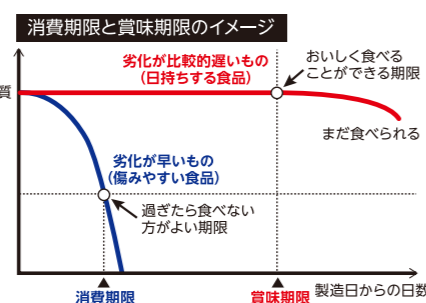 消費期限と賞味期限のイメージ
質
劣化が比較的遅いもの
(日持ちする食品)
おいしく食べる
ことができる期限
まだ食べられる
劣化が早いもの
(傷みやすい食品)
過ぎたら食べない
方がよい期限
消費期限
賞味期限
製造日からの日数